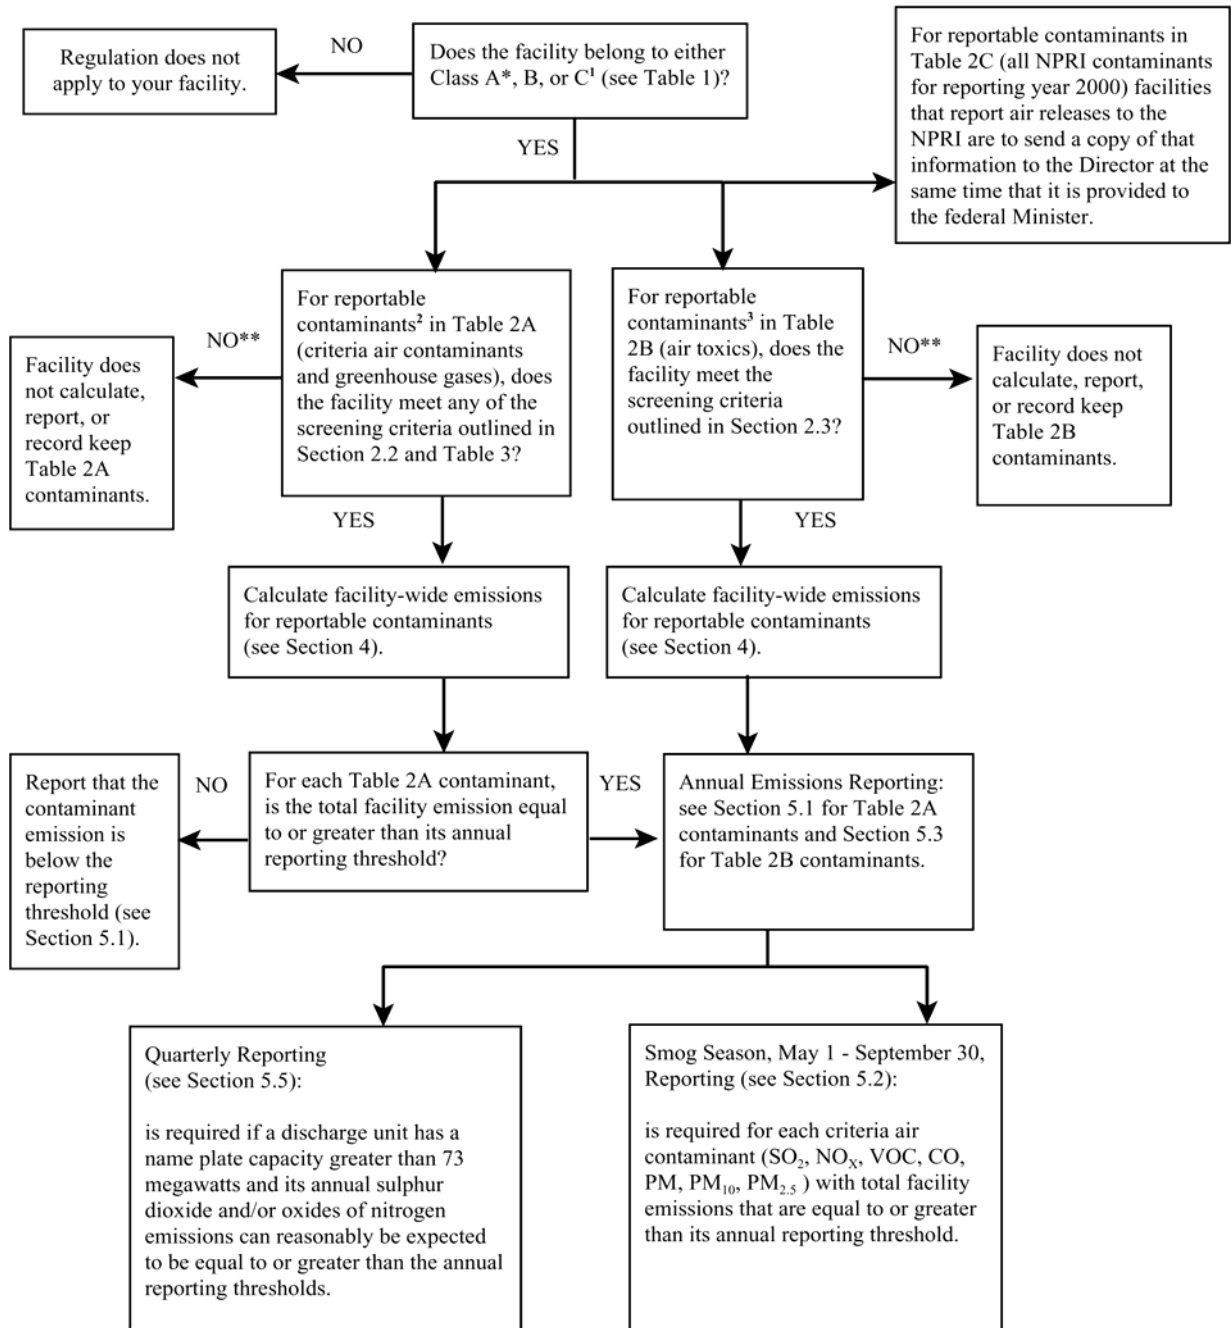 Regulation does not
apply to your facility.
NO
Does the facility belong to either
Class A*, B, or C¹ (see Table 1)?
YES
For reportable contaminants in
Table 2C (all NPRI contaminants
for reporting year 2000) facilities
that report air releases to the
NPRI are to send a copy of that
information to the Director at the
same time that it is provided to
the federal Minister.
For reportable
contaminants² in Table 2A
(criteria air contaminants
and greenhouse gases), does
the facility meet any of the
screening criteria outlined in
Section 2.2 and Table 3?
NO**
Facility does
not calculate,
report, or
record keep
Table 2A
contaminants.
YES
For reportable
contaminants³ in Table
2B (air toxics), does the
facility meet the
screening criteria
outlined in Section 2.3?
NO**
Facility does not
calculate, report,
or record keep
Table 2B
contaminants.
YES
Calculate facility-wide emissions
for reportable contaminants
(see Section 4).
Calculate facility-wide emissions
for reportable contaminants
(see Section 4).
Report that the
contaminant
emission is
below the
reporting
threshold (see
Section 5.1).
NO
For each Table 2A contaminant,
is the total facility emission equal
to or greater than its annual
reporting threshold?
YES
Annual Emissions Reporting:
see Section 5.1 for Table 2A
contaminants and Section 5.3
for Table 2B contaminants.
Quarterly Reporting
(see Section 5.5):
is required if a discharge unit has a
name plate capacity greater than 73
megawatts and its annual sulphur
dioxide and/or oxides of nitrogen
emissions can reasonably be expected
to be equal to or greater than the annual
reporting thresholds.
Smog Season, May 1 - September 30,
Reporting (see Section 5.2):
is required for each criteria air
contaminant (SO₂, NOₓ, VOC, CO,
PM, PM₁₀, PM₂.₅ ) with total facility
emissions that are equal to or greater
than its annual reporting threshold.